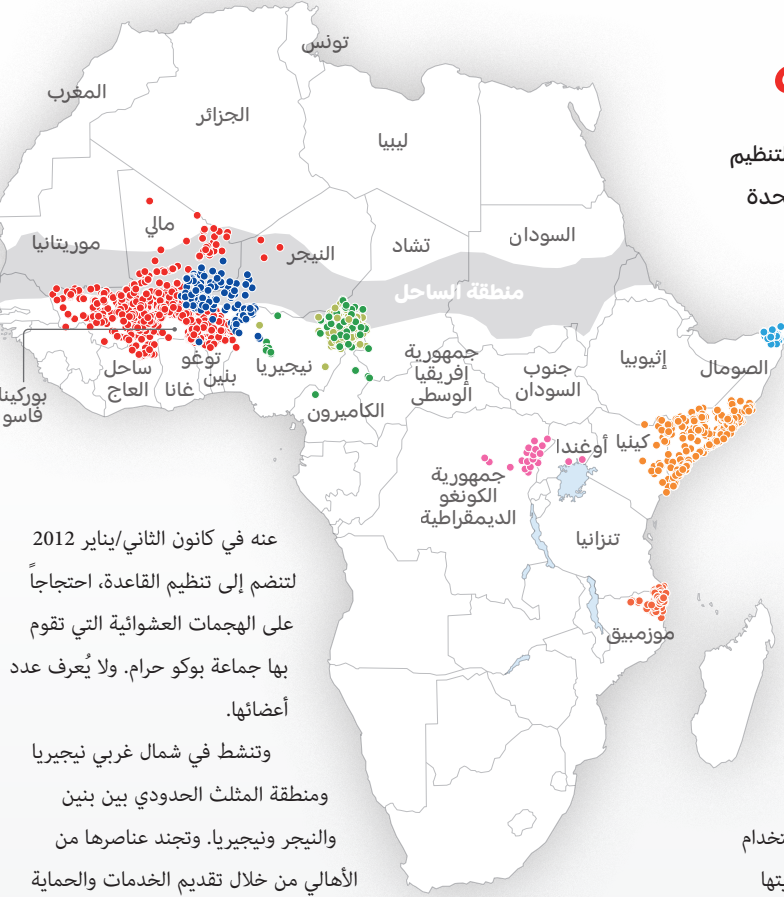 تونس
المغرب
الجزائر
ليبيا
لتنظيم
حدة
مالي
موريتانيا
النيجر
تشاد
السودان
منطقة الساحل
بوركينا
فاسو
ساحل
العاج
غانا
توغو
بنين
نيجيريا
الكاميرون
جمهورية
إفريقيا
الوسطى
جنوب
السودان
إثيوبيا
الصومال
جمهورية
الكونغو
الديمقراطية
أوغندا
كينيا
تنزانيا
موزمبيق
عنه في كانون الثاني/يناير 2012
لتنضم إلى تنظيم القاعدة، احتجاجاً
على الهجمات العشوائية التي تقوم
بها جماعة بوكو حرام. ولا يُعرف عدد
أعضائها.
وتنشط في شمال غربي نيجيريا
ومنطقة المثلث الحدودي بين بنين
والنيجر ونيجيريا. وتجند عناصرها من
الأهالي من خلال تقديم الخدمات والحماية
تخدام
يتها